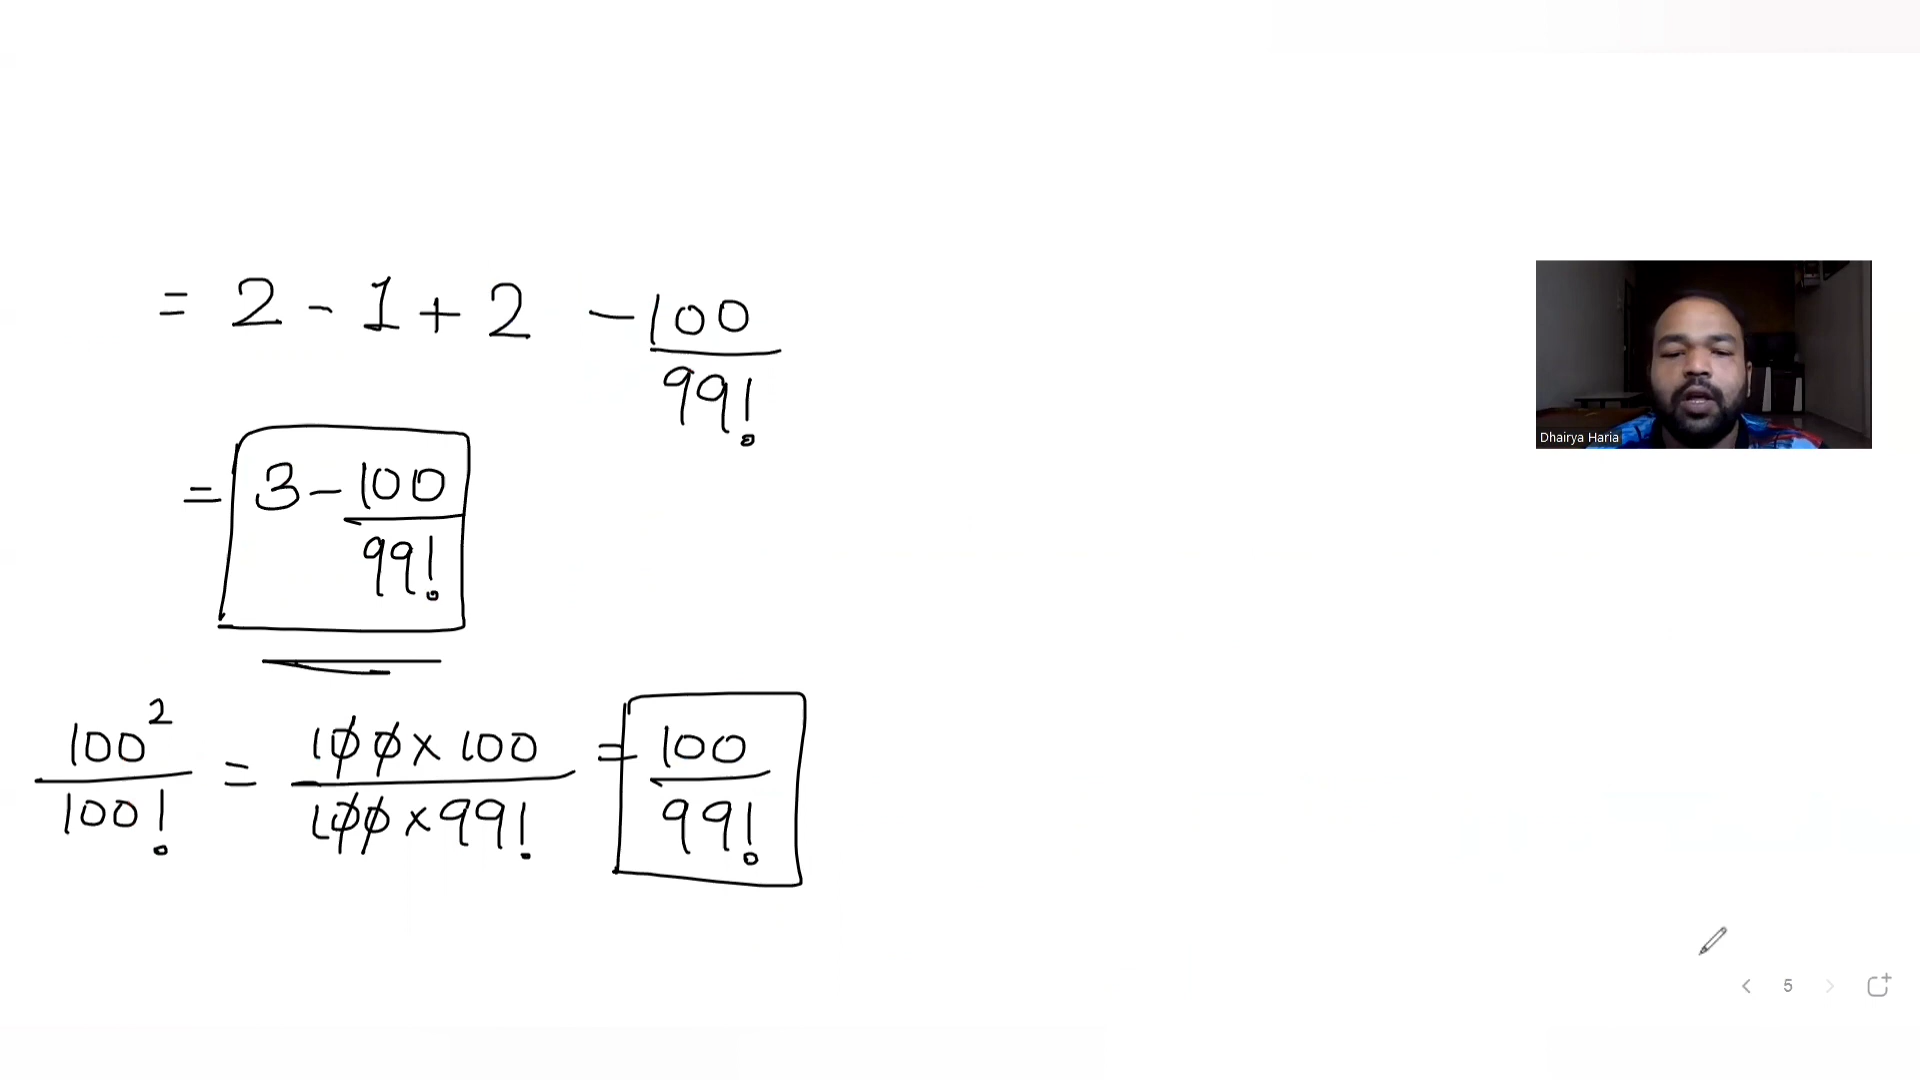 = 2 - 1 + 2 - 100/99!
= 3 - 100/99!
100²/100! = 100 x 100/100 x 99! = 100/99!
Dhairya Haria
5